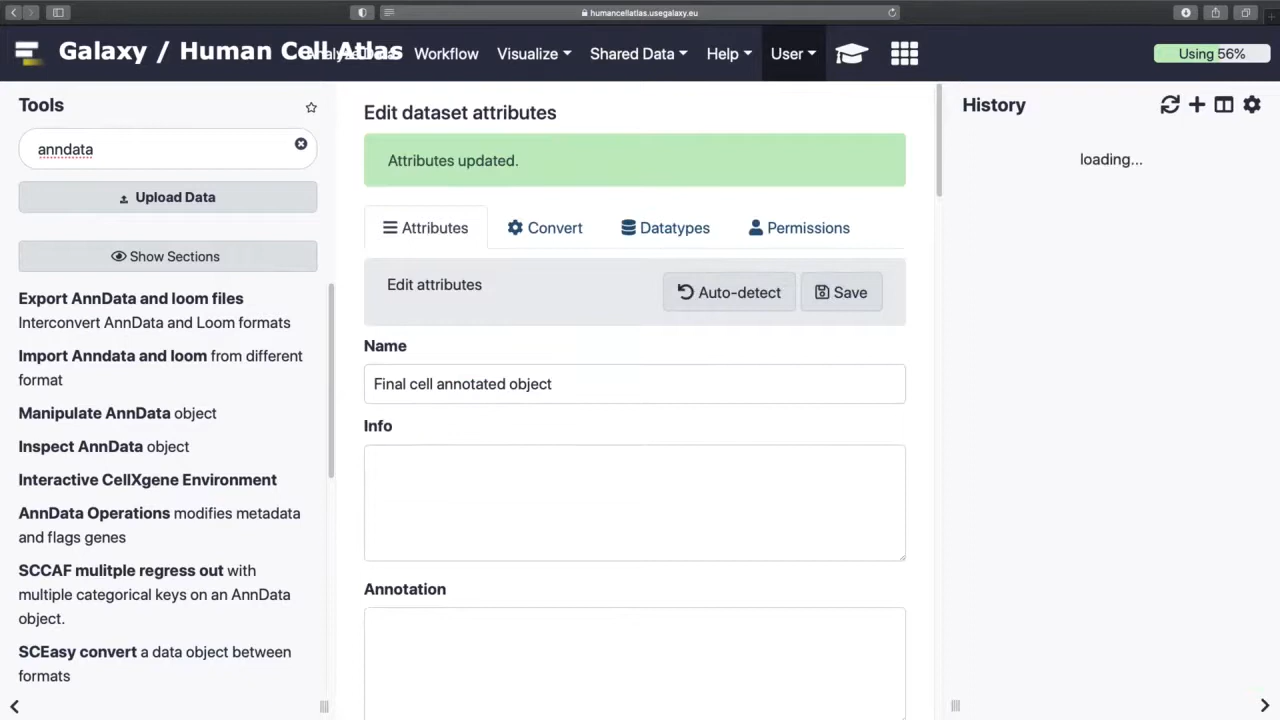 humancellatlas.usegalaxy.eu
Galaxy / Human Cell Atlas
Analyze Data
Workflow
Visualize
Shared Data
Help
User
Using 56%
Tools
anndata
Upload Data
Show Sections
Export AnnData and loom files
Interconvert AnnData and Loom formats
Import Anndata and loom from different
format
Manipulate AnnData object
Inspect AnnData object
Interactive CellXgene Environment
AnnData Operations modifies metadata
and flags genes
SCCAF mulitple regress out with
multiple categorical keys on an AnnData
object.
SCEasy convert a data object between
formats
Edit dataset attributes
Attributes updated.
Attributes
Convert
Datatypes
Permissions
Edit attributes
Auto-detect
Save
Name
Final cell annotated object
Info
Annotation
History
loading...